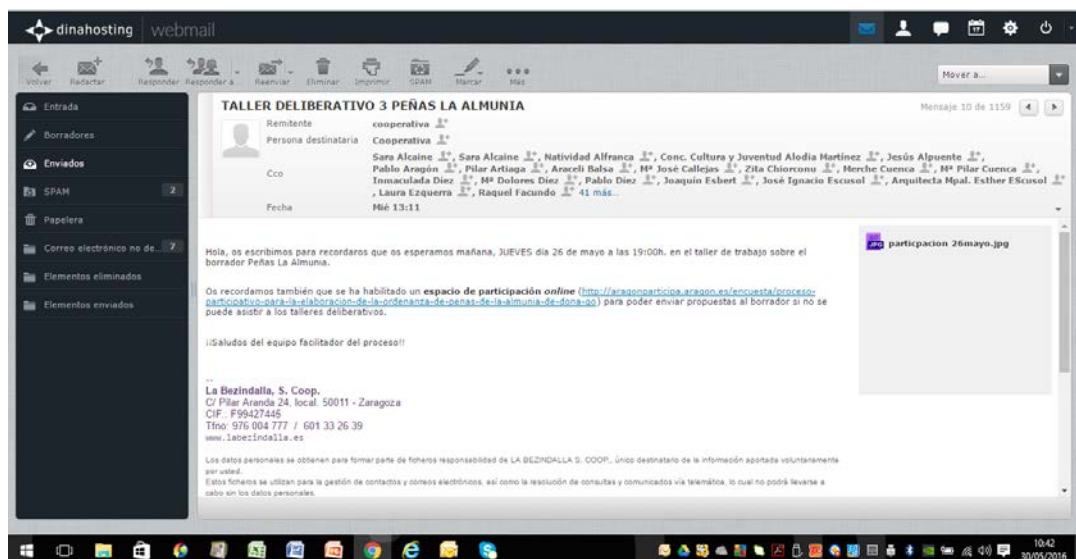 dinahosting webmail
17
Volver Redactar Responder Responder a Reenviar Eliminar Imprimir SPAM Marcar Más
Mover a...
Entrada
Borradores
Enviados
SPAM 2
Papelera
Correo electrónico no de... 7
Elementos eliminados
Elementos enviados
TALLER DELIBERATIVO 3 PEÑAS LA ALMUNIA
Mensaje 10 de 1159
Remitente cooperativa
Persona destinataria Cooperativa
Cco
Sara Alcaine , Sara Alcaine , Natividad Alfranca , Conc. Cultura y Juventud Alodia Martínez , Jesús Alpuente ,
Pablo Aragón , Pilar Artiaga , Araceli Balsa , Mª José Callejas , Zita Chiorconu , Merche Cuenca , Mª Pilar Cuenca ,
Inmaculada Díez , Mª Dolores Díez , Pablo Díez , Joaquín Esbert , José Ignacio Escusol , Arquitecta Mpal. Esther EScusol
, Laura Ezquerra , Raquel Facundo 41 más...
Fecha Mié 13:11
Hola, os escribimos para recordaros que os esperamos mañana, JUEVES dia 26 de mayo a las 19:00h. en el taller de trabajo sobre el
borrador Peñas La Almunia.
Os recordamos también que se ha habilitado un espacio de participación online (http://aragonparticipa.aragon.es/encuesta/proceso-
participativo-para-la-elaboracion-de-la-ordenanza-de-penas-de-la-almunia-de-dona-go) para poder enviar propuestas al borrador si no se
puede asistir a los talleres deliberativos.
¡¡Saludos del equipo facilitador del proceso!!
--
La Bezindalla, S. Coop.
C/ Pilar Aranda 24, local. 50011 - Zaragoza
CIF.: F99427445
Tfno: 976 004 777 / 601 33 26 39
www.labezindalla.es
Los datos personales se obtienen para formar parte de ficheros responsabilidad de LA BEZINDALLA S. COOP., único destinatario de la información aportada voluntariamente
por usted.
Estos ficheros se utilizan para la gestión de contactos y correos electrónicos, así como la resolución de consultas y comunicados vía telemática, lo cual no podrá llevarse a
cabo sin los datos personales.
JPG particpacion 26mayo.jpg
10:42
30/05/2016